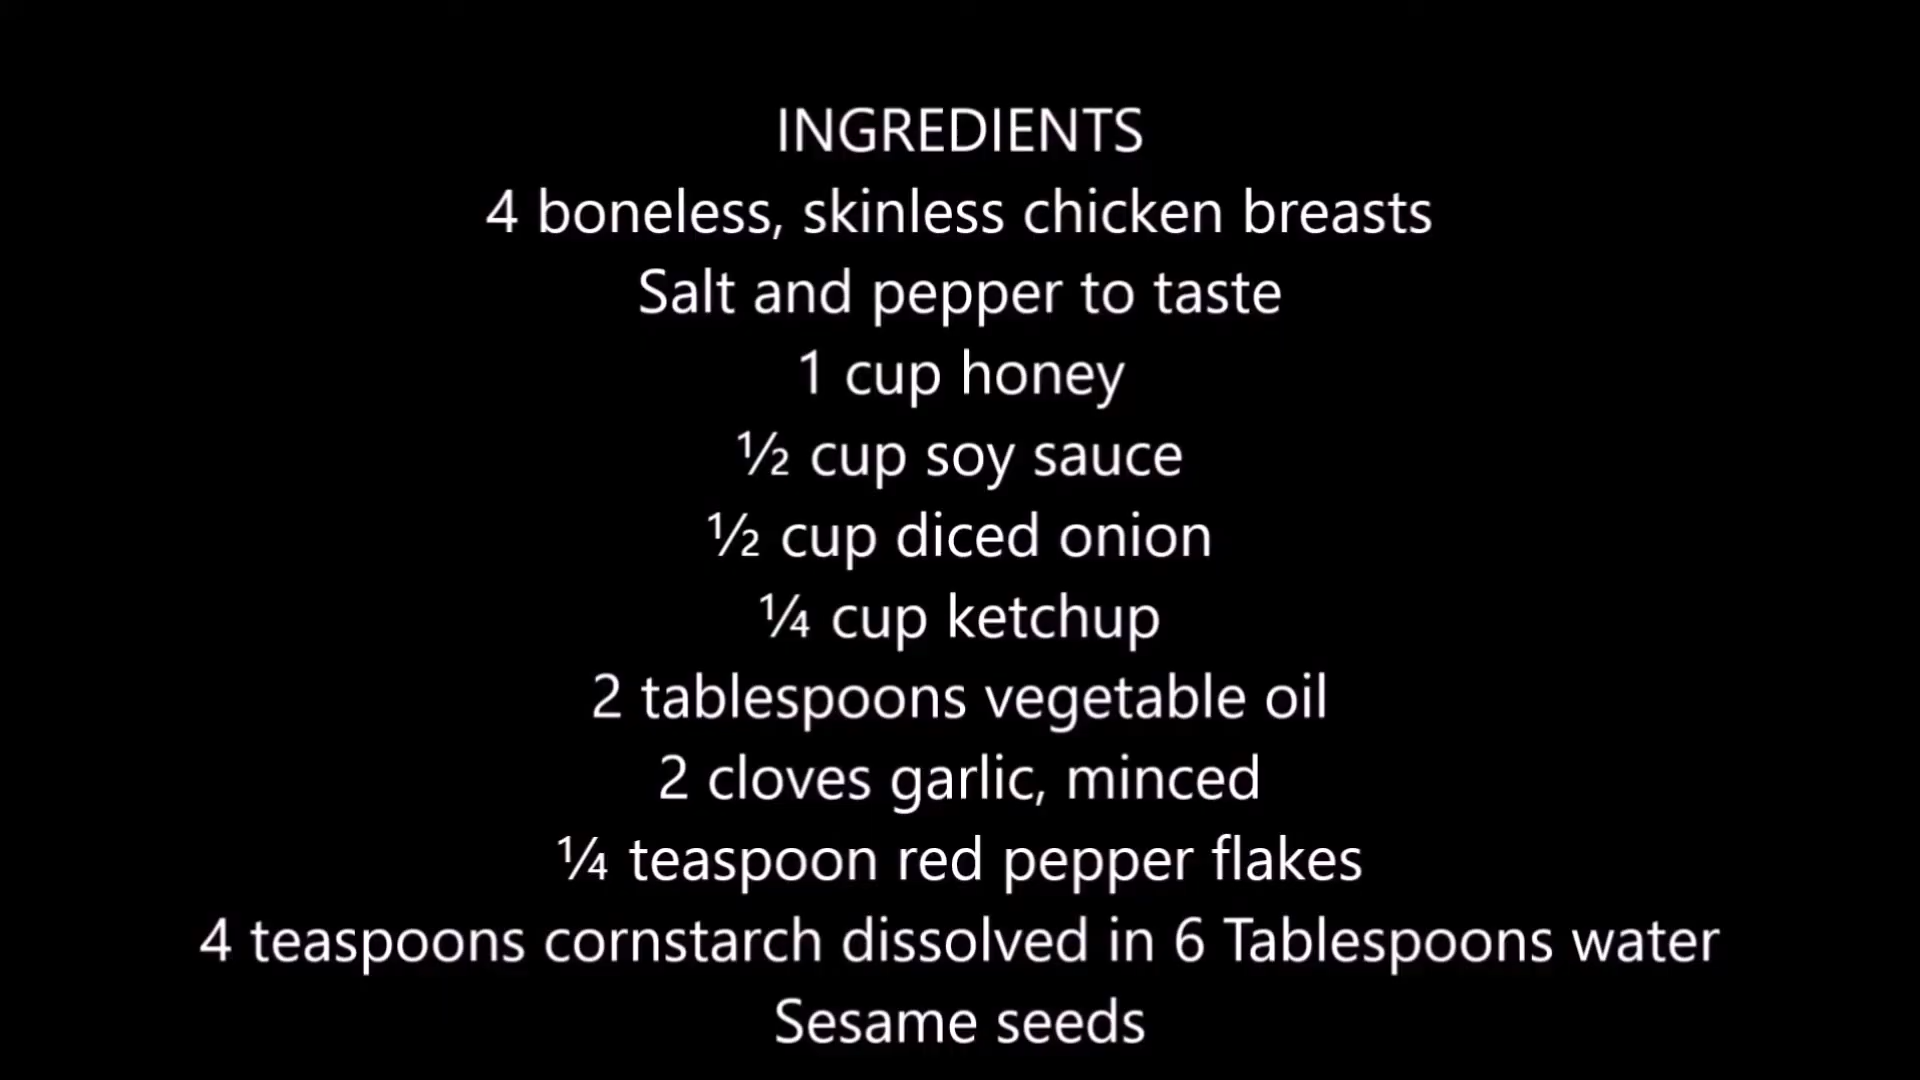 INGREDIENTS
4 boneless, skinless chicken breasts
Salt and pepper to taste
1 cup honey
½ cup soy sauce
½ cup diced onion
¼ cup ketchup
2 tablespoons vegetable oil
2 cloves garlic, minced
¼ teaspoon red pepper flakes
4 teaspoons cornstarch dissolved in 6 Tablespoons water
Sesame seeds